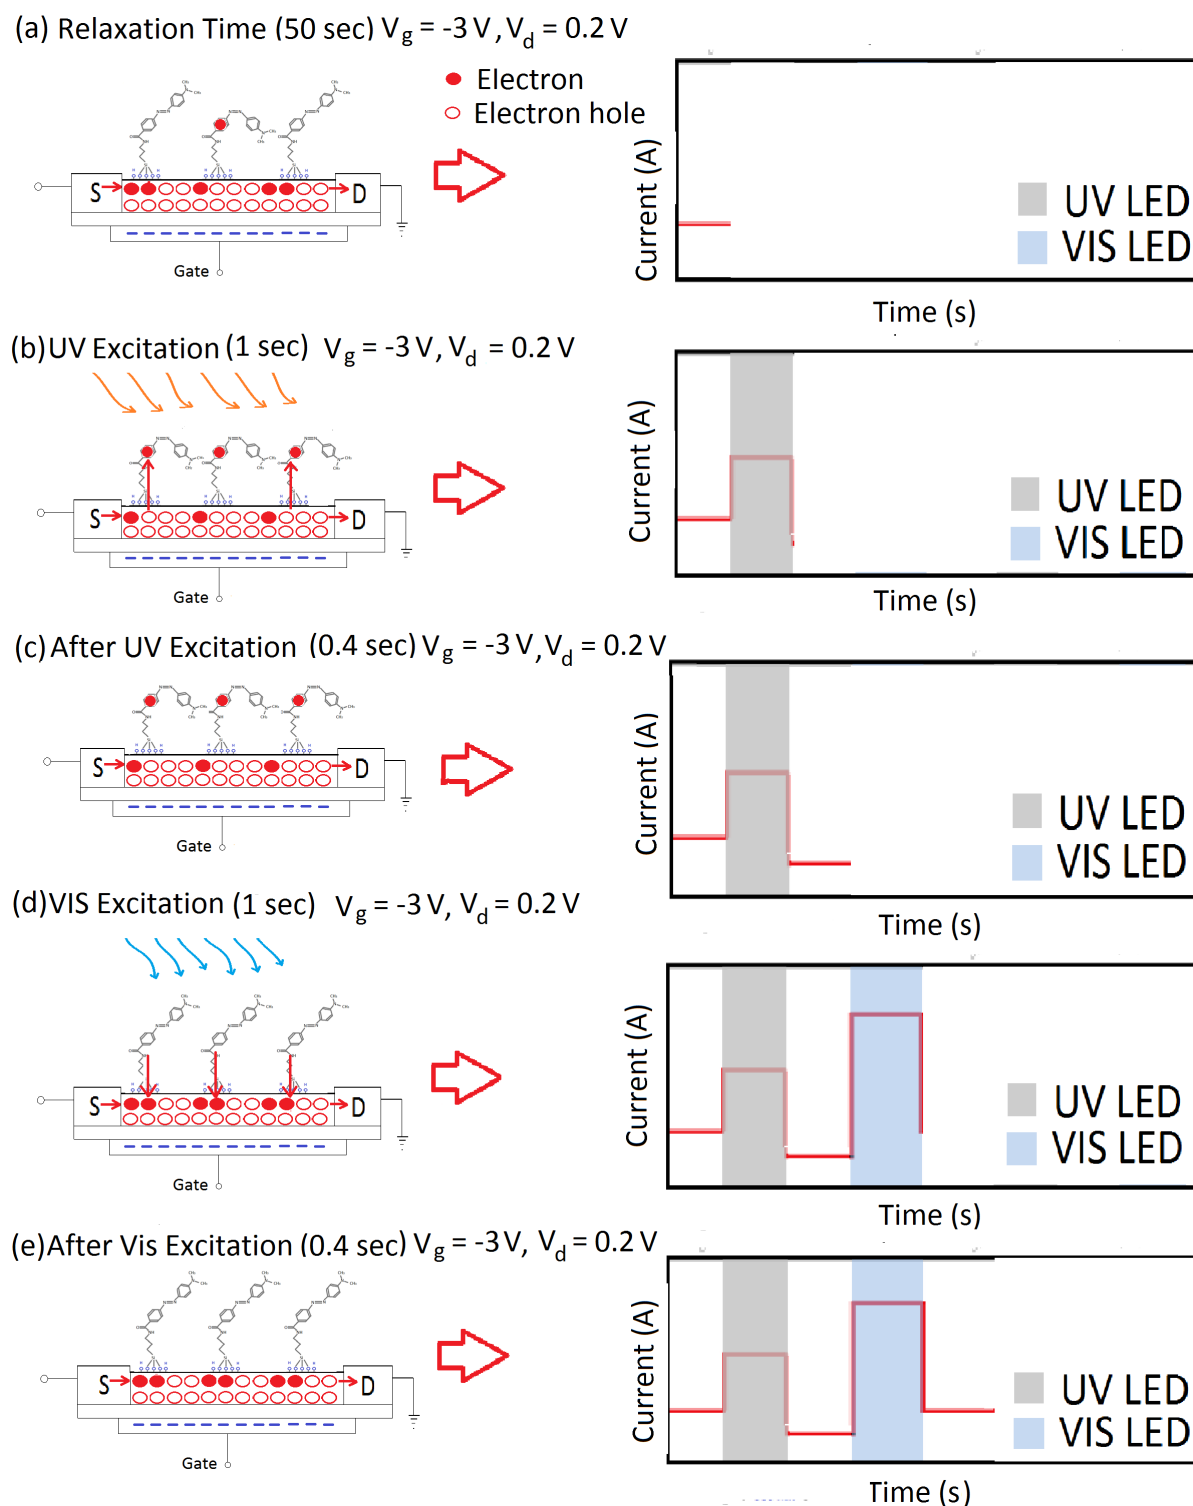 (a) Relaxation Time (50 sec) Vg = -3 V, Vd = 0.2 V
Electron
Electron hole
S
D
Gate
Current (A)
UV LED
VIS LED
Time (s)
(b) UV Excitation (1 sec) Vg = -3 V, Vd = 0.2 V
S
D
Gate
Current (A)
UV LED
VIS LED
Time (s)
(c) After UV Excitation (0.4 sec) Vg = -3 V, Vd = 0.2 V
S
D
Gate
Current (A)
UV LED
VIS LED
Time (s)
(d) VIS Excitation (1 sec) Vg = -3 V, Vd = 0.2 V
S
D
Gate
Current (A)
UV LED
VIS LED
Time (s)
(e) After Vis Excitation (0.4 sec) Vg = -3 V, Vd = 0.2 V
S
D
Gate
Current (A)
UV LED
VIS LED
Time (s)